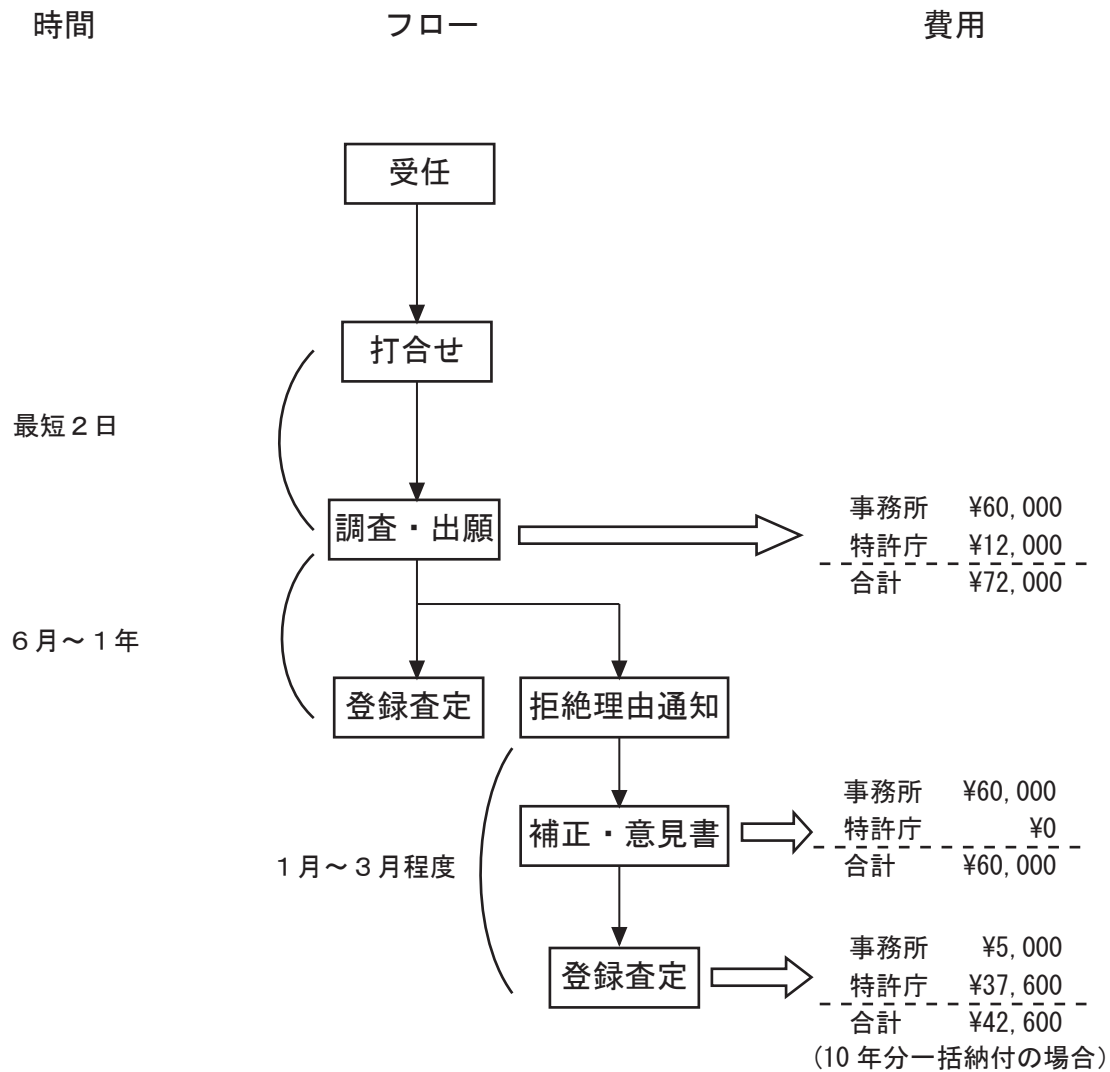 時間 フロー 費用
受任
打合せ
最短2日
調査・出願
事務所 ¥60,000
特許庁 ¥12,000
合計 ¥72,000
6月～1年
登録査定 拒絶理由通知
補正・意見書
事務所 ¥60,000
特許庁 ¥0
合計 ¥60,000
1月～3月程度
登録査定
事務所 ¥5,000
特許庁 ¥37,600
合計 ¥42,600
(10年分一括納付の場合)